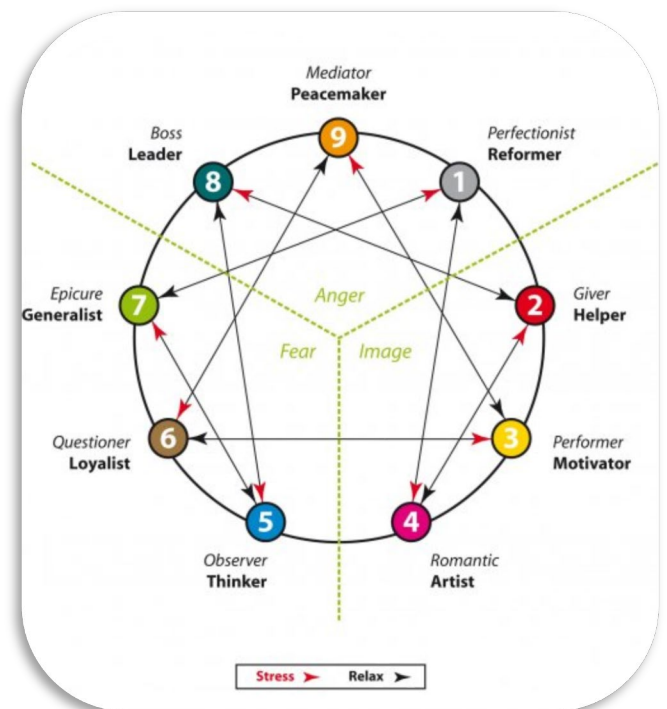 Mediator
Peacemaker
9
Boss
Leader
8
Perfectionist
Reformer
1
Epicure
Generalist
7
Anger
Giver
Helper
2
Fear
Image
Questioner
Loyalist
6
Performer
Motivator
3
5
4
Observer
Thinker
Romantic
Artist
Stress
Relax